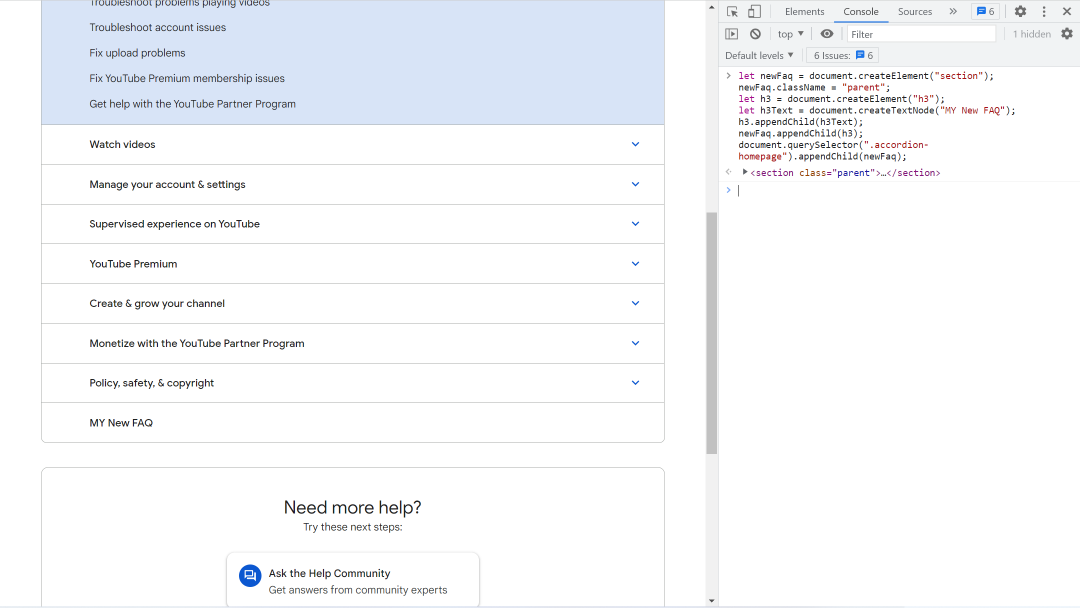 Troubleshoot problems playing videos
Troubleshoot account issues
Fix upload problems
Fix YouTube Premium membership issues
Get help with the YouTube Partner Program
Watch videos
Manage your account & settings
Supervised experience on YouTube
YouTube Premium
Create & grow your channel
Monetize with the YouTube Partner Program
Policy, safety, & copyright
MY New FAQ
Need more help?
Try these next steps:
Ask the Help Community
Get answers from community experts
Elements Console Sources » 6
top Filter 1 hidden
Default levels 6 Issues: 6
let newFaq = document.createElement("section");
newFaq.className = "parent";
let h3 = document.createElement("h3");
let h3Text = document.createTextNode("MY New FAQ");
h3.appendChild(h3Text);
newFaq.appendChild(h3);
document.querySelector(".accordion-
homepage").appendChild(newFaq);
<section class="parent">…</section>